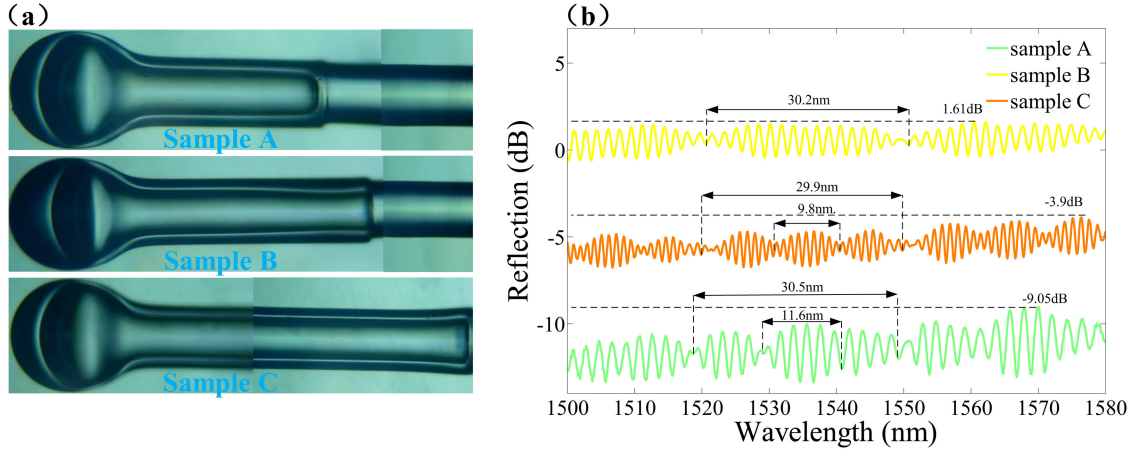 (a)
Sample A
Sample B
Sample C
(b)
sample A
sample B
sample C
30.2nm
1.61dB
29.9nm
9.8nm
-3.9dB
30.5nm
11.6nm
-9.05dB
5
0
-5
-10
Reflection (dB)
1500 1510 1520 1530 1540 1550 1560 1570 1580
Wavelength (nm)